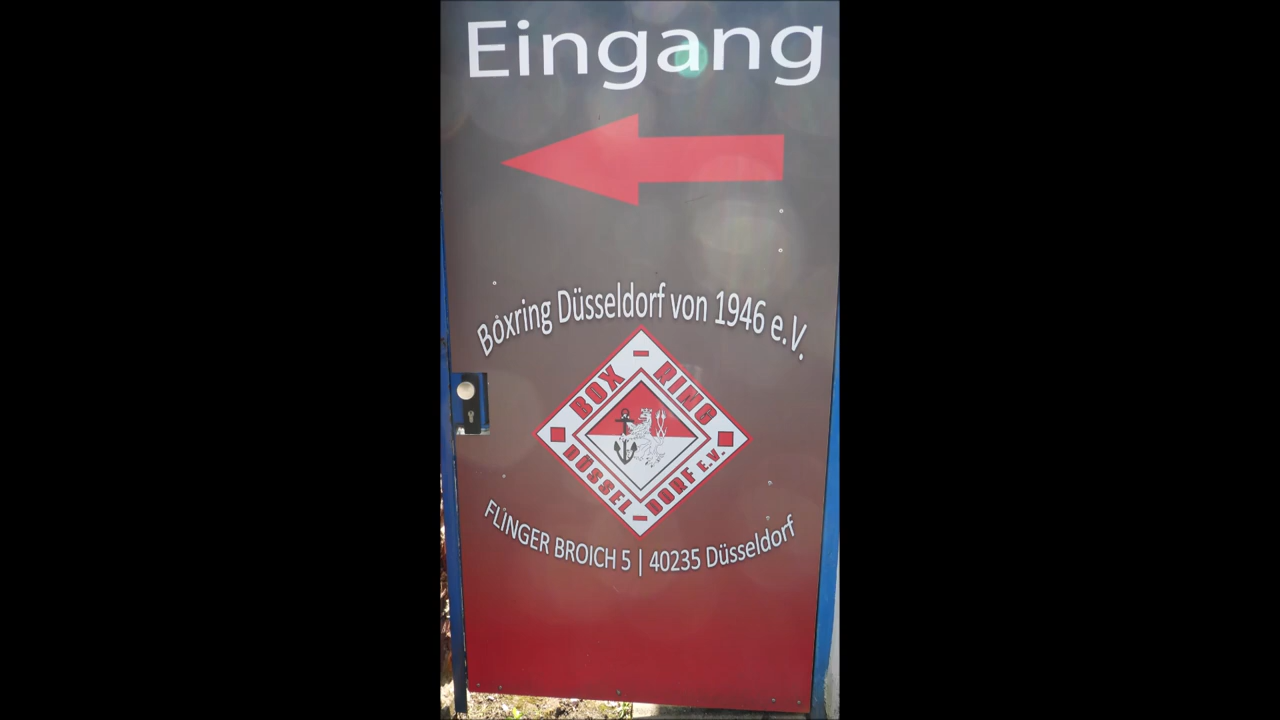 Eingang
Boxring Düsseldorf von 1946 e.V.
BOX - RING
DÜSSEL - DORF E.V.
FLINGER BROICH 5 | 40235 Düsseldorf